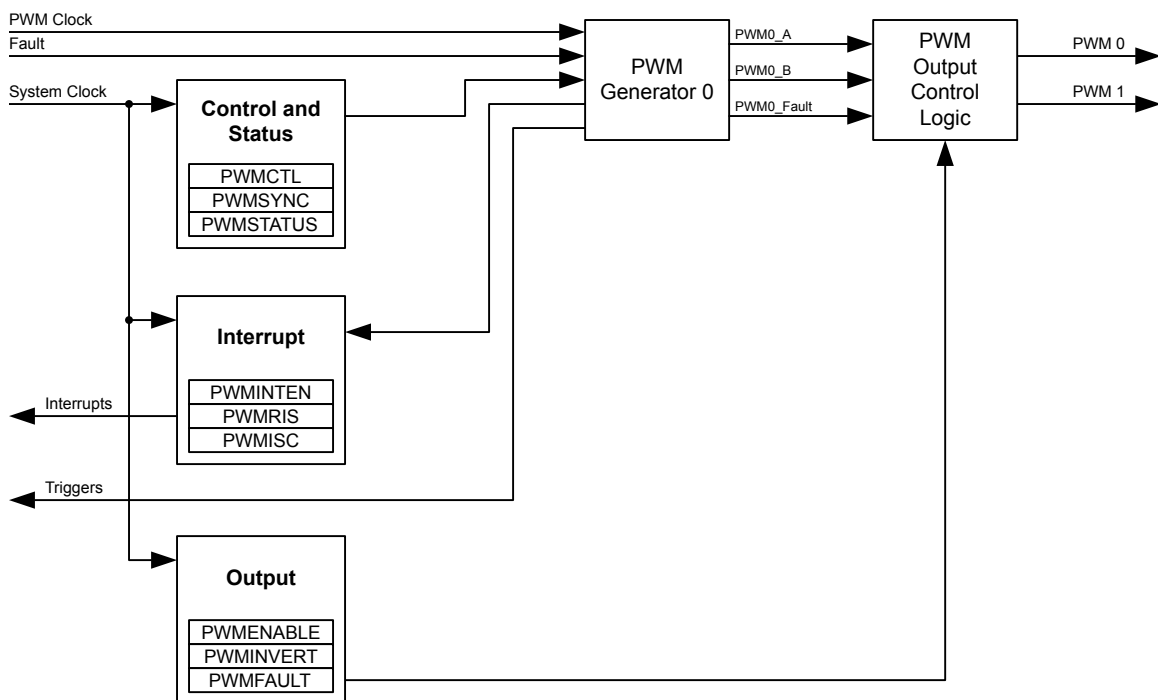 PWM Clock
Fault
System Clock
Control and
Status
PWMCTL
PWMSYNC
PWMSTATUS
Interrupt
PWMINTEN
PWMRIS
PWMISC
Interrupts
Triggers
Output
PWMENABLE
PWMINVERT
PWMFAULT
PWM
Generator 0
PWM0_A
PWM0_B
PWM0_Fault
PWM
Output
Control
Logic
PWM 0
PWM 1